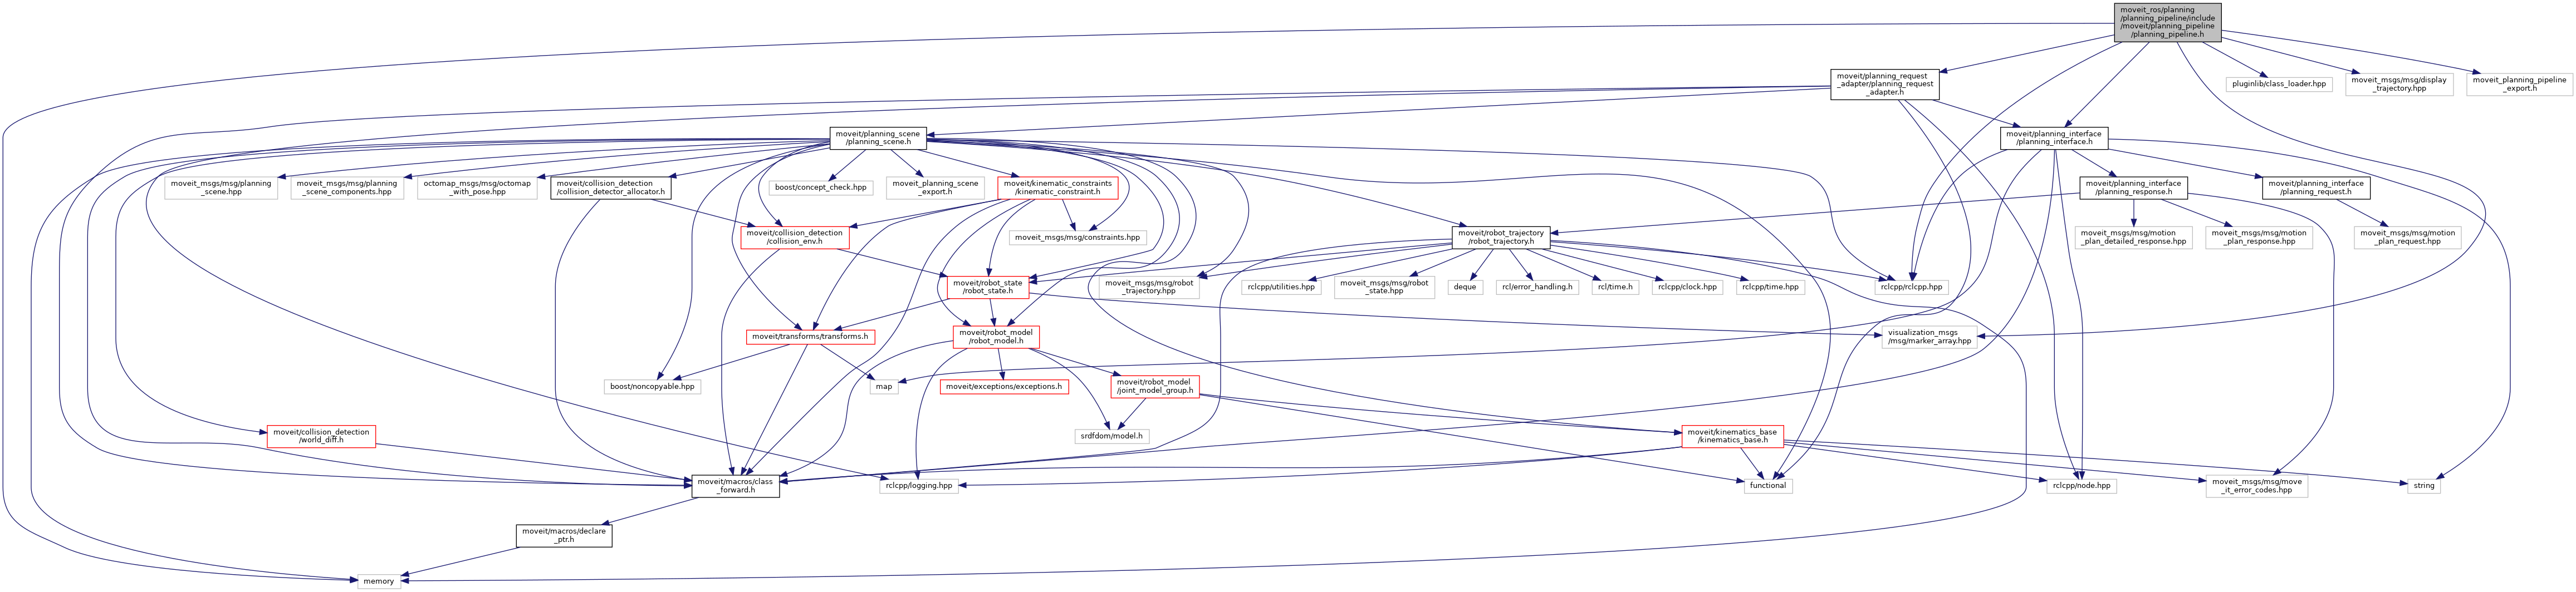 moveit_ros/planning
/planning_pipeline/include
/moveit/planning_pipeline
/planning_pipeline.h
moveit/planning_request
_adapter/planning_request
_adapter.h
pluginlib/class_loader.hpp
moveit_msgs/msg/display
_trajectory.hpp
moveit_planning_pipeline
_export.h
moveit/planning_scene
/planning_scene.h
moveit/planning_interface
/planning_interface.h
moveit_msgs/msg/planning
_scene.hpp
moveit_msgs/msg/planning
_scene_components.hpp
octomap_msgs/msg/octomap
_with_pose.hpp
moveit/collision_detection
/collision_detector_allocator.h
boost/concept_check.hpp
moveit_planning_scene
_export.h
moveit/kinematic_constraints
/kinematic_constraint.h
moveit/planning_interface
/planning_response.h
moveit/planning_interface
/planning_request.h
moveit/collision_detection
/collision_env.h
moveit_msgs/msg/constraints.hpp
moveit/robot_trajectory
/robot_trajectory.h
moveit_msgs/msg/motion
_plan_detailed_response.hpp
moveit_msgs/msg/motion
_plan_response.hpp
moveit_msgs/msg/motion
_plan_request.hpp
moveit/robot_state
/robot_state.h
moveit_msgs/msg/robot
_trajectory.hpp
rclcpp/utilities.hpp
moveit_msgs/msg/robot
_state.hpp
deque
rcl/error_handling.h
rcl/time.h
rclcpp/clock.hpp
rclcpp/time.hpp
rclcpp/rclcpp.hpp
moveit/transforms/transforms.h
moveit/robot_model
/robot_model.h
visualization_msgs
/msg/marker_array.hpp
boost/noncopyable.hpp
map
moveit/exceptions/exceptions.h
moveit/robot_model
/joint_model_group.h
moveit/collision_detection
/world_diff.h
srdfdom/model.h
moveit/kinematics_base
/kinematics_base.h
moveit/macros/class
_forward.h
rclcpp/logging.hpp
functional
rclcpp/node.hpp
moveit_msgs/msg/move
_it_error_codes.hpp
string
moveit/macros/declare
_ptr.h
memory